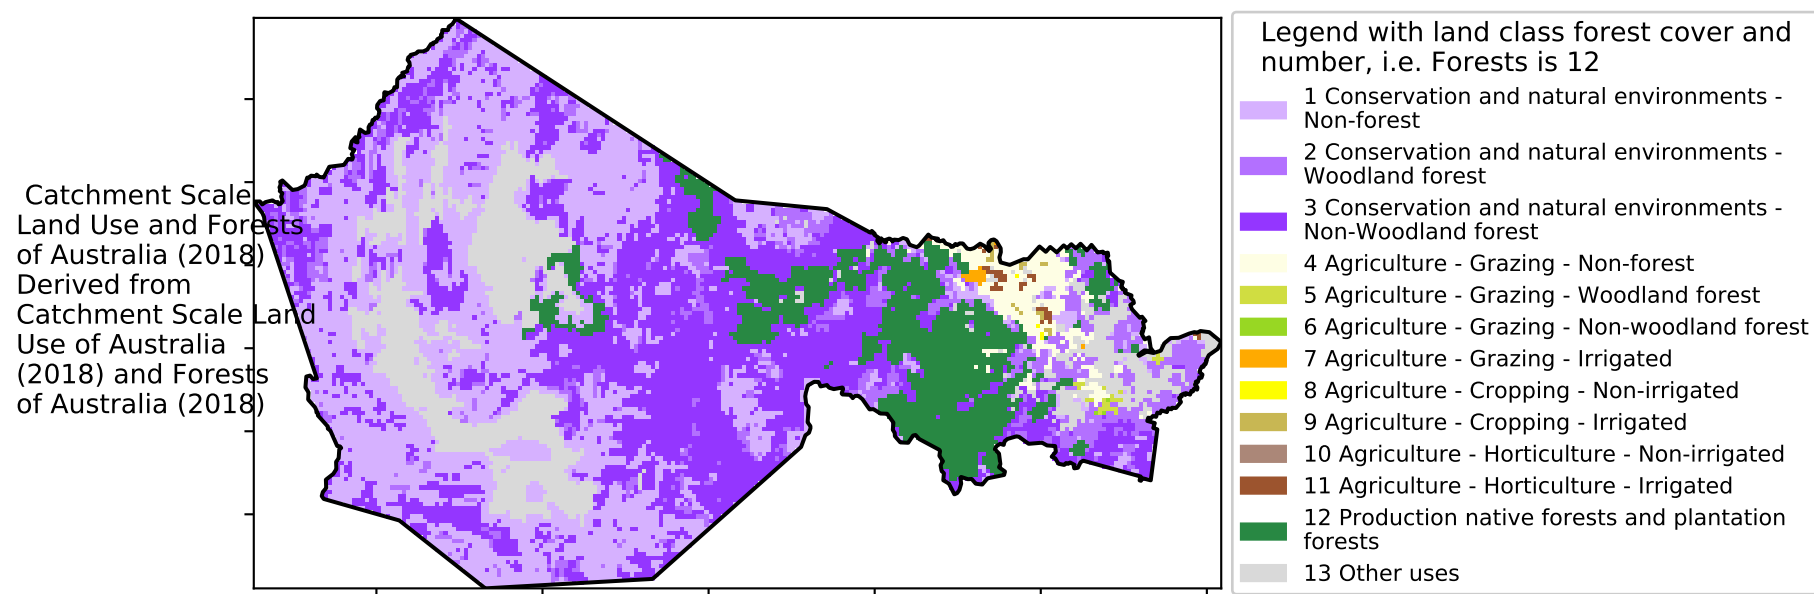 Catchment Scale
Land Use and Forests
of Australia (2018)
Derived from
Catchment Scale Land
Use of Australia
(2018) and Forests
of Australia (2018)
Legend with land class forest cover and
number, i.e. Forests is 12
1 Conservation and natural environments -
Non-forest
2 Conservation and natural environments -
Woodland forest
3 Conservation and natural environments -
Non-Woodland forest
4 Agriculture - Grazing - Non-forest
5 Agriculture - Grazing - Woodland forest
6 Agriculture - Grazing - Non-woodland forest
7 Agriculture - Grazing - Irrigated
8 Agriculture - Cropping - Non-irrigated
9 Agriculture - Cropping - Irrigated
10 Agriculture - Horticulture - Non-irrigated
11 Agriculture - Horticulture - Irrigated
12 Production native forests and plantation
forests
13 Other uses